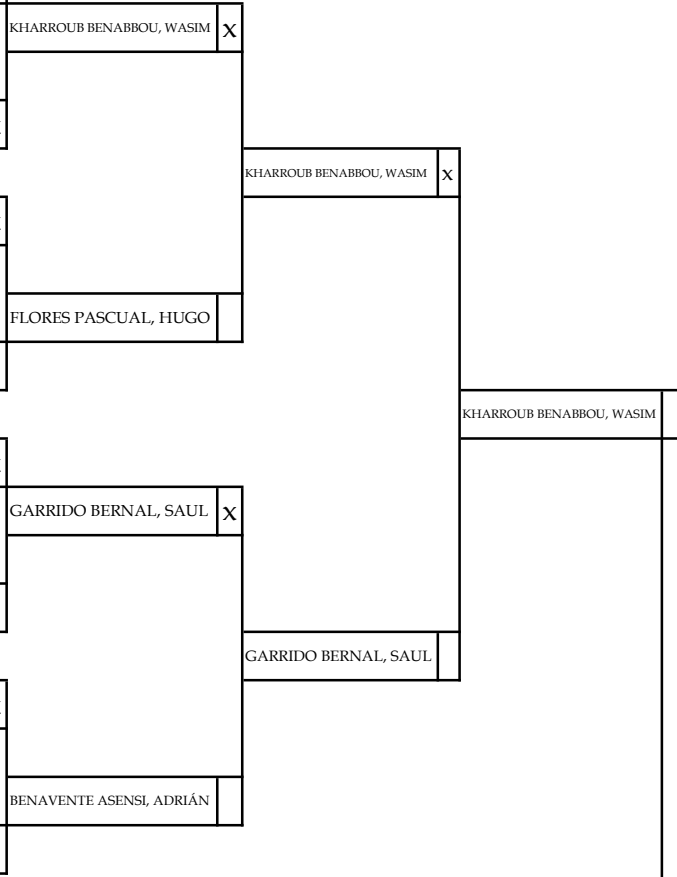 KHARROUB BENABBOU, WASIM X
KHARROUB BENABBOU, WASIM X
FLORES PASCUAL, HUGO
KHARROUB BENABBOU, WASIM
GARRIDO BERNAL, SAUL X
GARRIDO BERNAL, SAUL
BENAVENTE ASENSI, ADRIÁN